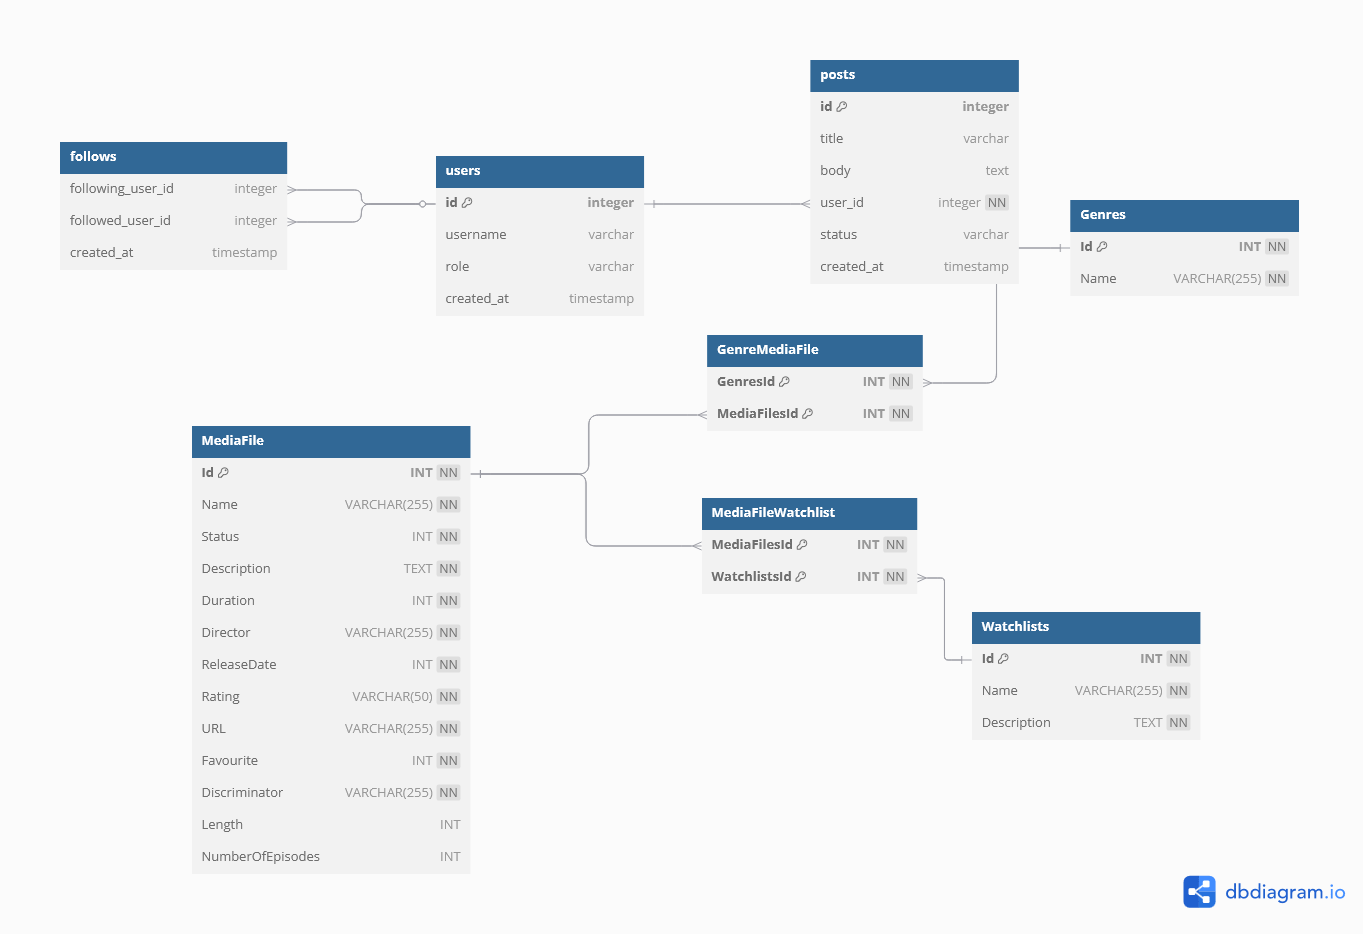 posts
id integer
title varchar
body text
user_id integer NN
status varchar
created_at timestamp
follows
following_user_id integer
followed_user_id integer
created_at timestamp
users
id integer
username varchar
role varchar
created_at timestamp
Genres
Id INT NN
Name VARCHAR(255) NN
GenreMediaFile
GenresId INT NN
MediaFilesId INT NN
MediaFile
Id INT NN
Name VARCHAR(255) NN
Status INT NN
Description TEXT NN
Duration INT NN
Director VARCHAR(255) NN
ReleaseDate INT NN
Rating VARCHAR(50) NN
URL VARCHAR(255) NN
Favourite INT NN
Discriminator VARCHAR(255) NN
Length INT
NumberOfEpisodes INT
MediaFileWatchlist
MediaFilesId INT NN
WatchlistsId INT NN
Watchlists
Id INT NN
Name VARCHAR(255) NN
Description TEXT NN
dbdiagram.io